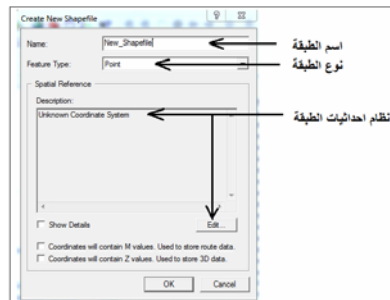 Create New Shapefile
Name:
New_Shapefile
اسم الطبقة
Feature Type:
Point
نوع الطبقة
Spatial Reference
Description:
Unknown Coordinate System
نظام احداثيات الطبقة
Show Details
Edit...
Coordinates will contain M values. Used to store route data.
Coordinates will contain Z values. Used to store 3D data.
OK
Cancel